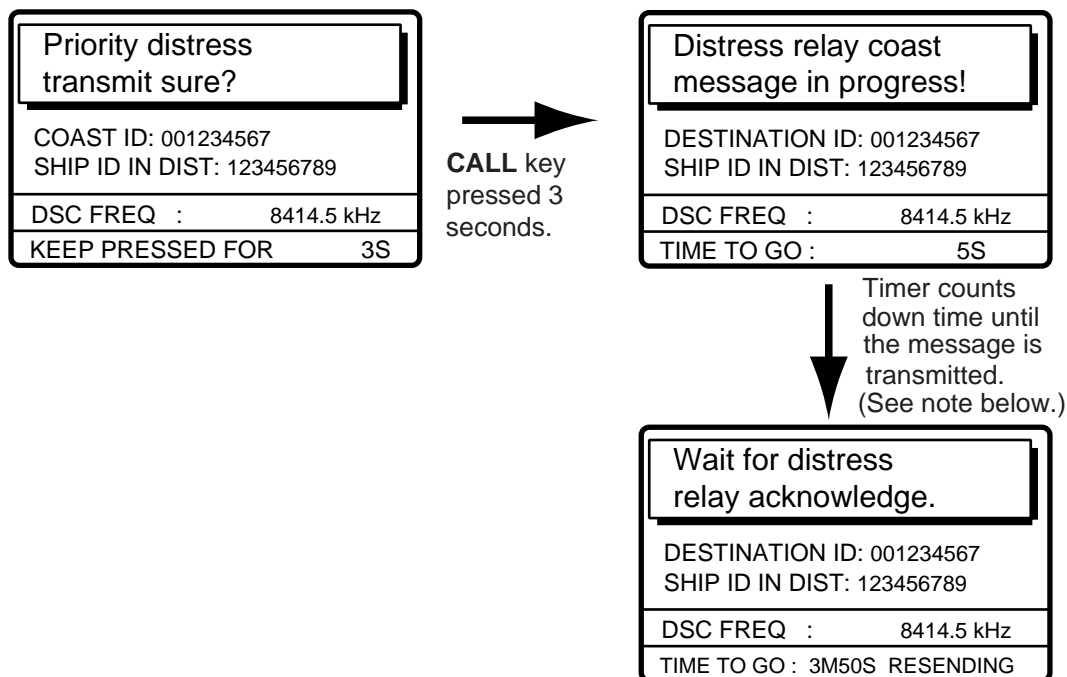 Priority distress
transmit sure?
COAST ID: 001234567
SHIP ID IN DIST: 123456789
DSC FREQ : 8414.5 kHz
KEEP PRESSED FOR 3S
CALL key
pressed 3
seconds.
Distress relay coast
message in progress!
DESTINATION ID: 001234567
SHIP ID IN DIST: 123456789
DSC FREQ : 8414.5 kHz
TIME TO GO : 5S
Timer counts
down time until
the message is
transmitted.
(See note below.)
Wait for distress
relay acknowledge.
DESTINATION ID: 001234567
SHIP ID IN DIST: 123456789
DSC FREQ : 8414.5 kHz
TIME TO GO : 3M50S RESENDING